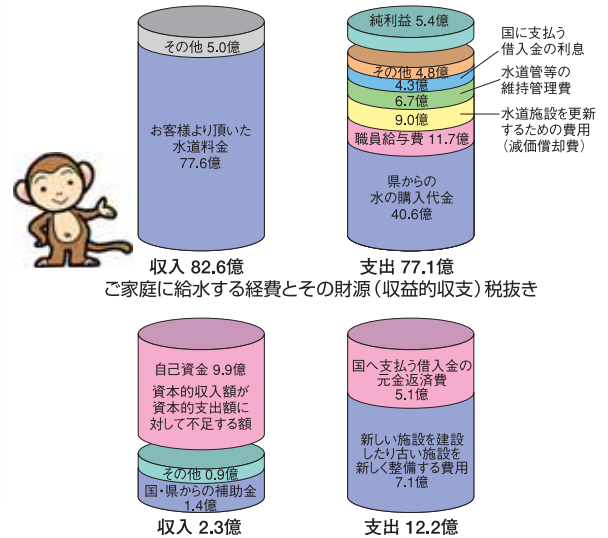 その他 5.0億
お客様より頂いた
水道料金
77.6億
収入 82.6億
純利益 5.4億
その他 4.8億
4.3億
6.7億
9.0億
職員給与費 11.7億
県からの
水の購入代金
40.6億
支出 77.1億
国に支払う
借入金の利息
水道管等の
維持管理費
水道施設を更新
するための費用
(減価償却費)
ご家庭に給水する経費とその財源(収益的収支)税抜き
自己資金 9.9億
資本的収入額が
資本的支出額に
対して不足する額
その他 0.9億
国・県からの補助金
1.4億
収入 2.3億
国へ支払う借入金の
元金返済費
5.1億
新しい施設を建設
したり古い施設を
新しく整備する費用
7.1億
支出 12.2億